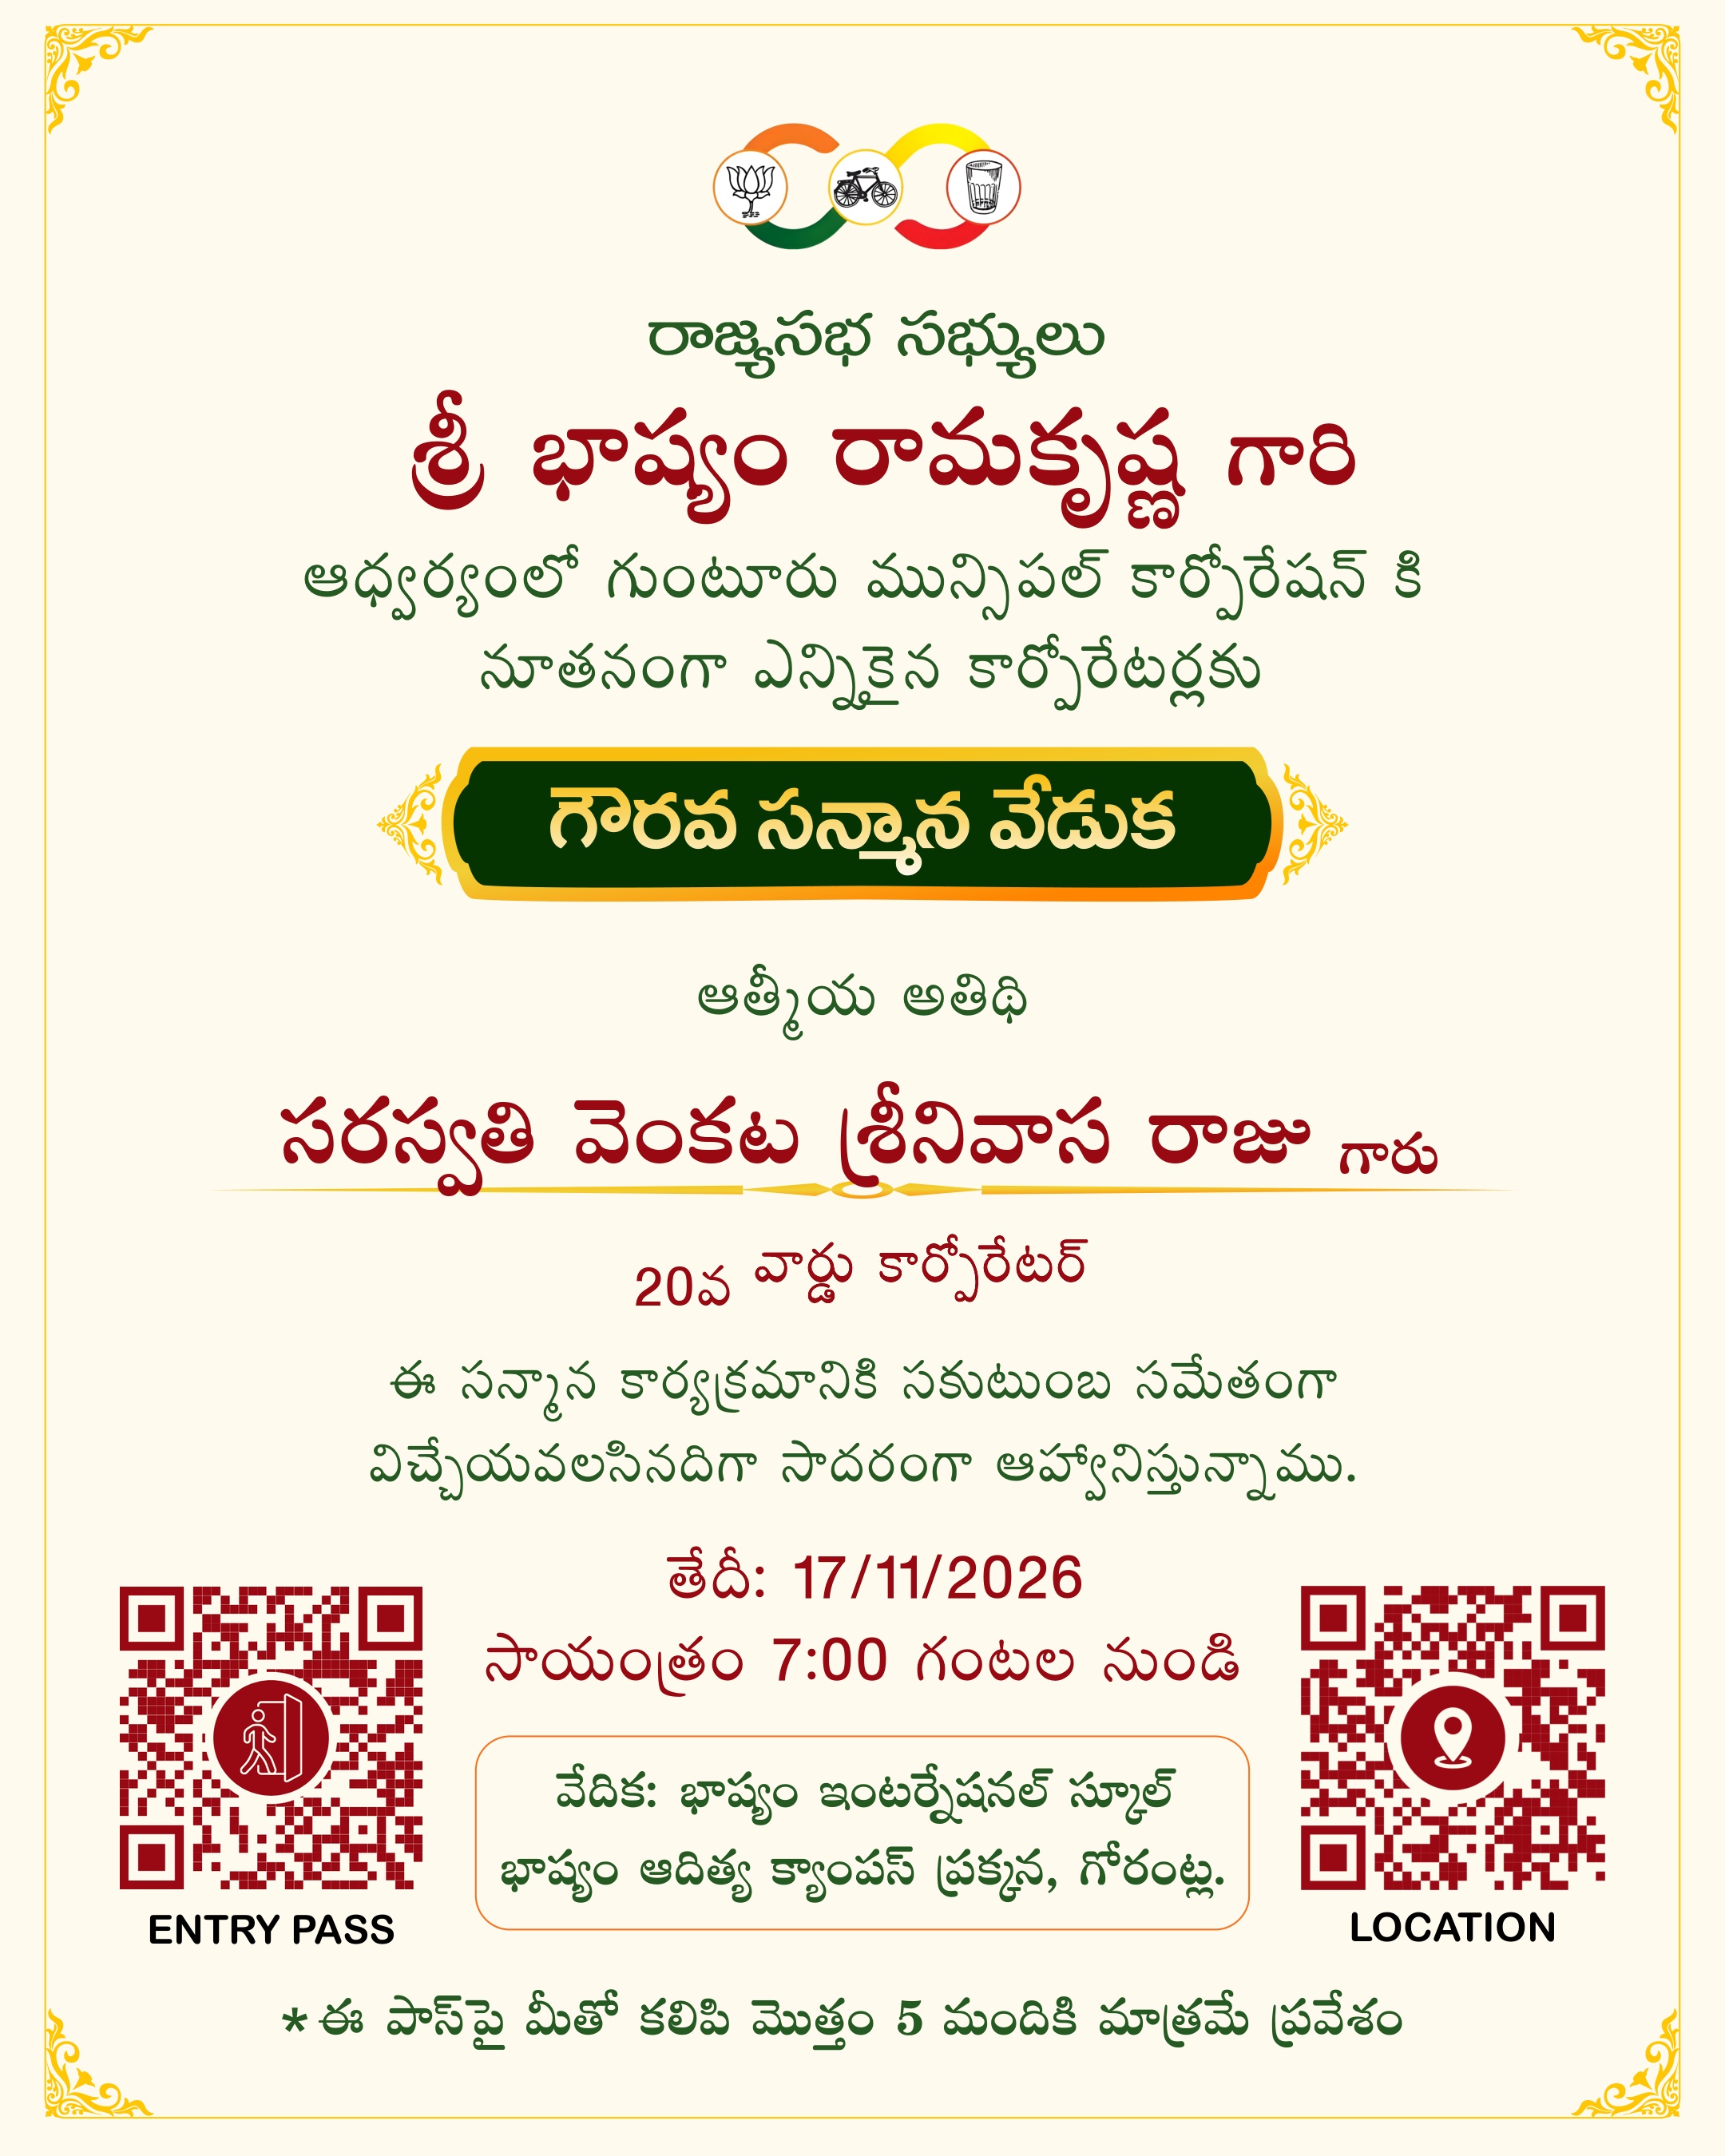 రాజ్యసభ సభ్యులు
శ్రీ భాష్యం రామకృష్ణ గారి
ఆధ్వర్యంలో గుంటూరు మున్సిపల్ కార్పోరేషన్ కి
నూతనంగా ఎన్నికైన కార్పోరేటర్లకు
గౌరవ సన్మాన వేడుక
ఆత్మీయ అతిథి
సరస్వతి వెంకట శ్రీనివాస రాజు గారు
20వ వార్డు కార్పోరేటర్
ఈ సన్మాన కార్యక్రమానికి సకుటుంబ సమేతంగా
విచ్చేయవలసినదిగా సాదరంగా ఆహ్వానిస్తున్నాము.
తేదీ: 17/11/2026
సాయంత్రం 7:00 గంటల నుండి
వేదిక: భాష్యం ఇంటర్నేషనల్ స్కూల్
భాష్యం ఆదిత్య క్యాంపస్ ప్రక్కన, గోరంట్ల.
ENTRY PASS
LOCATION
*ఈ పాస్‌పై మీతో కలిపి మొత్తం 5 మందికి మాత్రమే ప్రవేశం